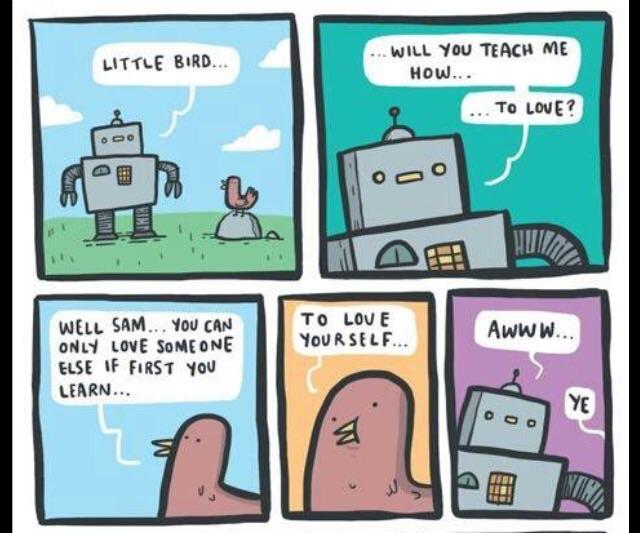 LITTLE BIRD...
...WILL YOU TEACH ME
HOW...
...TO LOVE?
WELL SAM... YOU CAN
ONLY LOVE SOMEONE
ELSE IF FIRST YOU
LEARN...
TO LOVE
YOURSELF...
AWWW...
YE